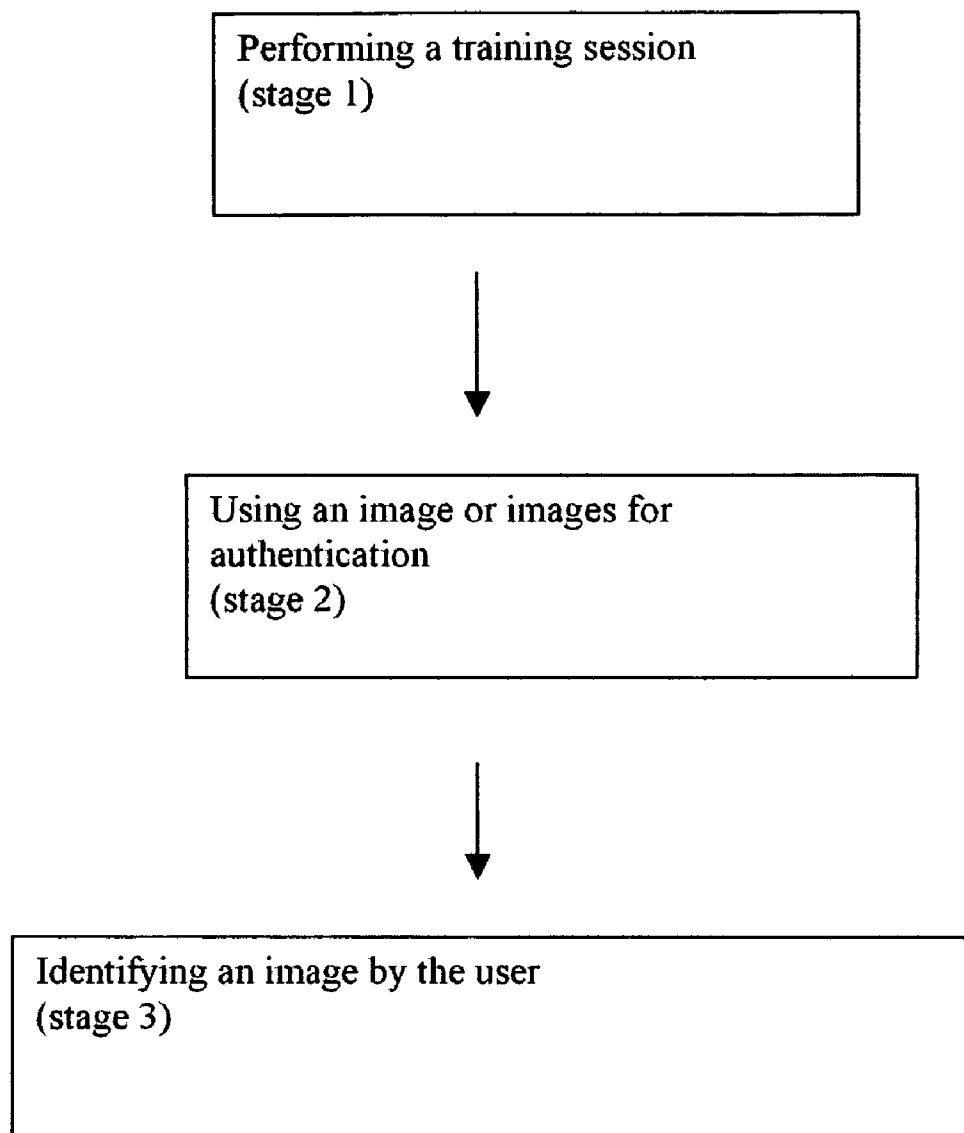 Performing a training session
(stage 1)
Using an image or images for
authentication
(stage 2)
Identifying an image by the user
(stage 3)